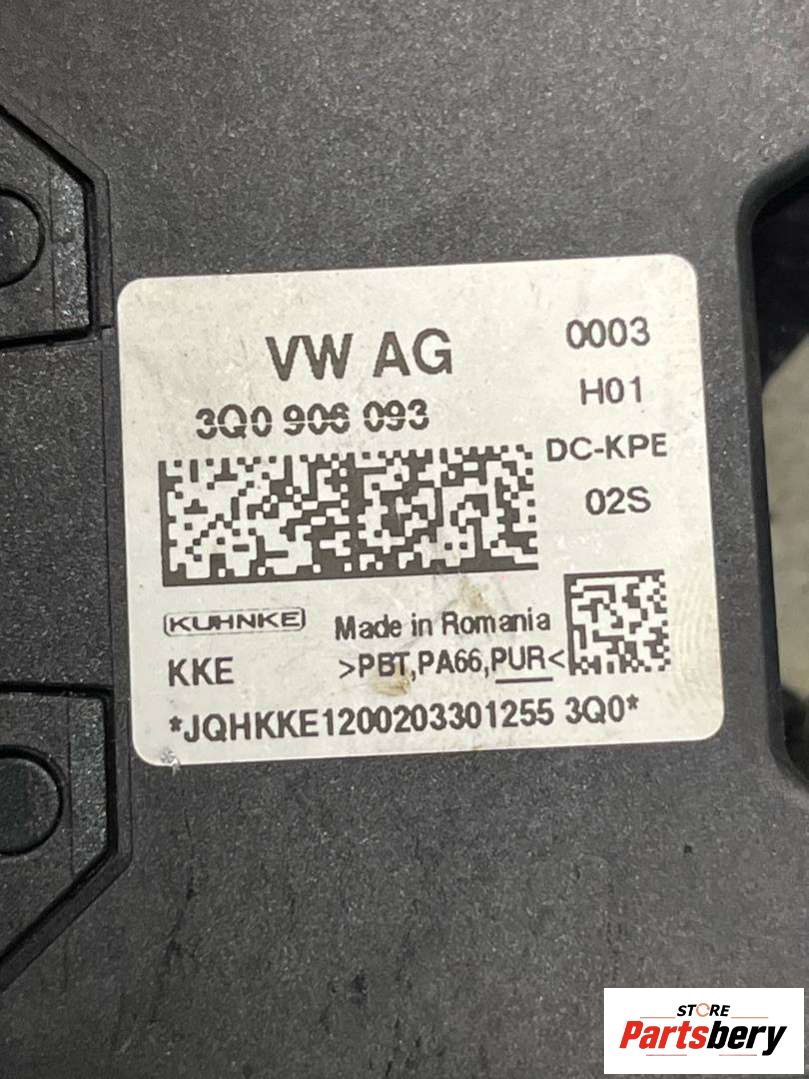 VW AG
0003
H01
3Q0 906 093
DC-KPE
02S
KUHNKE
Made in Romania
KKE
>PBT,PA66,PUR<
*JQHKKE1200203301255 3Q0*
STORE
Partsbery